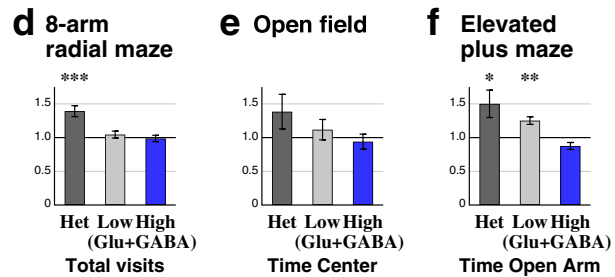 d 8-arm
radial maze
***
1.5
1.0
0.5
0
Het Low High
(Glu+GABA)
Total visits
e Open field
1.5
1.0
0.5
0
Het Low High
(Glu+GABA)
Time Center
f Elevated
plus maze
* **
1.5
1.0
0.5
0
Het Low High
(Glu+GABA)
Time Open Arm